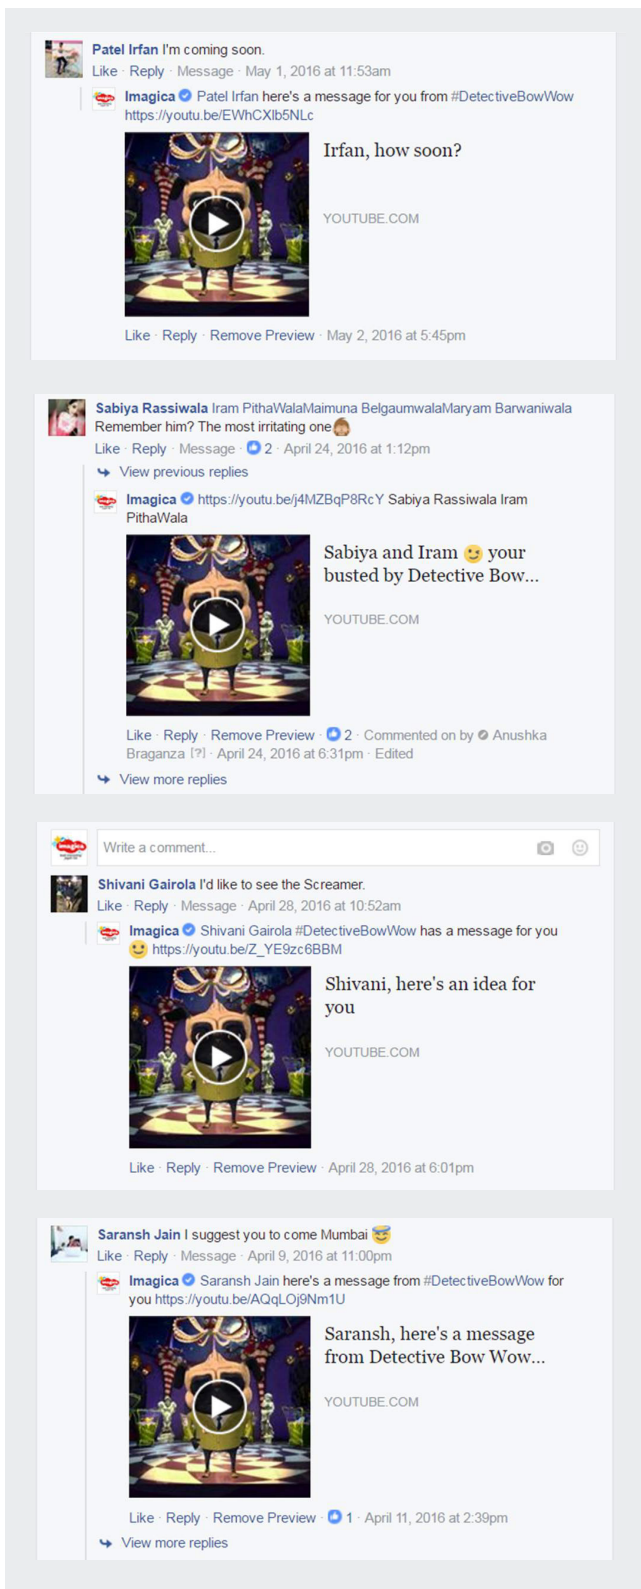 Patel Irfan I'm coming soon.
Like · Reply · Message · May 1, 2016 at 11:53am
Imagica Patel Irfan here's a message for you from #DetectiveBowWow
https://youtu.be/EWhCXlb5NLc
Irfan, how soon?
YOUTUBE.COM
Like · Reply · Remove Preview · May 2, 2016 at 5:45pm
Sabiya Rassiwala Iram PithaWalaMaimuna BelgaumwalaMaryam Barwaniwala
Remember him? The most irritating one
Like · Reply · Message · 2 · April 24, 2016 at 1:12pm
View previous replies
Imagica https://youtu.be/j4MZBqP8RcY Sabiya Rassiwala Iram
PithaWala
Sabiya and Iram 😉 your
busted by Detective Bow...
YOUTUBE.COM
Like · Reply · Remove Preview · 2 · Commented on by Anushka
Braganza [?] · April 24, 2016 at 6:31pm · Edited
View more replies
imagica
Write a comment...
Shivani Gairola I'd like to see the Screamer.
Like · Reply · Message · April 28, 2016 at 10:52am
Imagica Shivani Gairola #DetectiveBowWow has a message for you
😉 https://youtu.be/Z_YE9zc6BBM
Shivani, here's an idea for
you
YOUTUBE.COM
Like · Reply · Remove Preview · April 28, 2016 at 6:01pm
Saransh Jain I suggest you to come Mumbai 😇
Like · Reply · Message · April 9, 2016 at 11:00pm
Imagica Saransh Jain here's a message from #DetectiveBowWow for
you https://youtu.be/AQqLOj9Nm1U
Saransh, here's a message
from Detective Bow Wow...
YOUTUBE.COM
Like · Reply · Remove Preview · 1 · April 11, 2016 at 2:39pm
View more replies